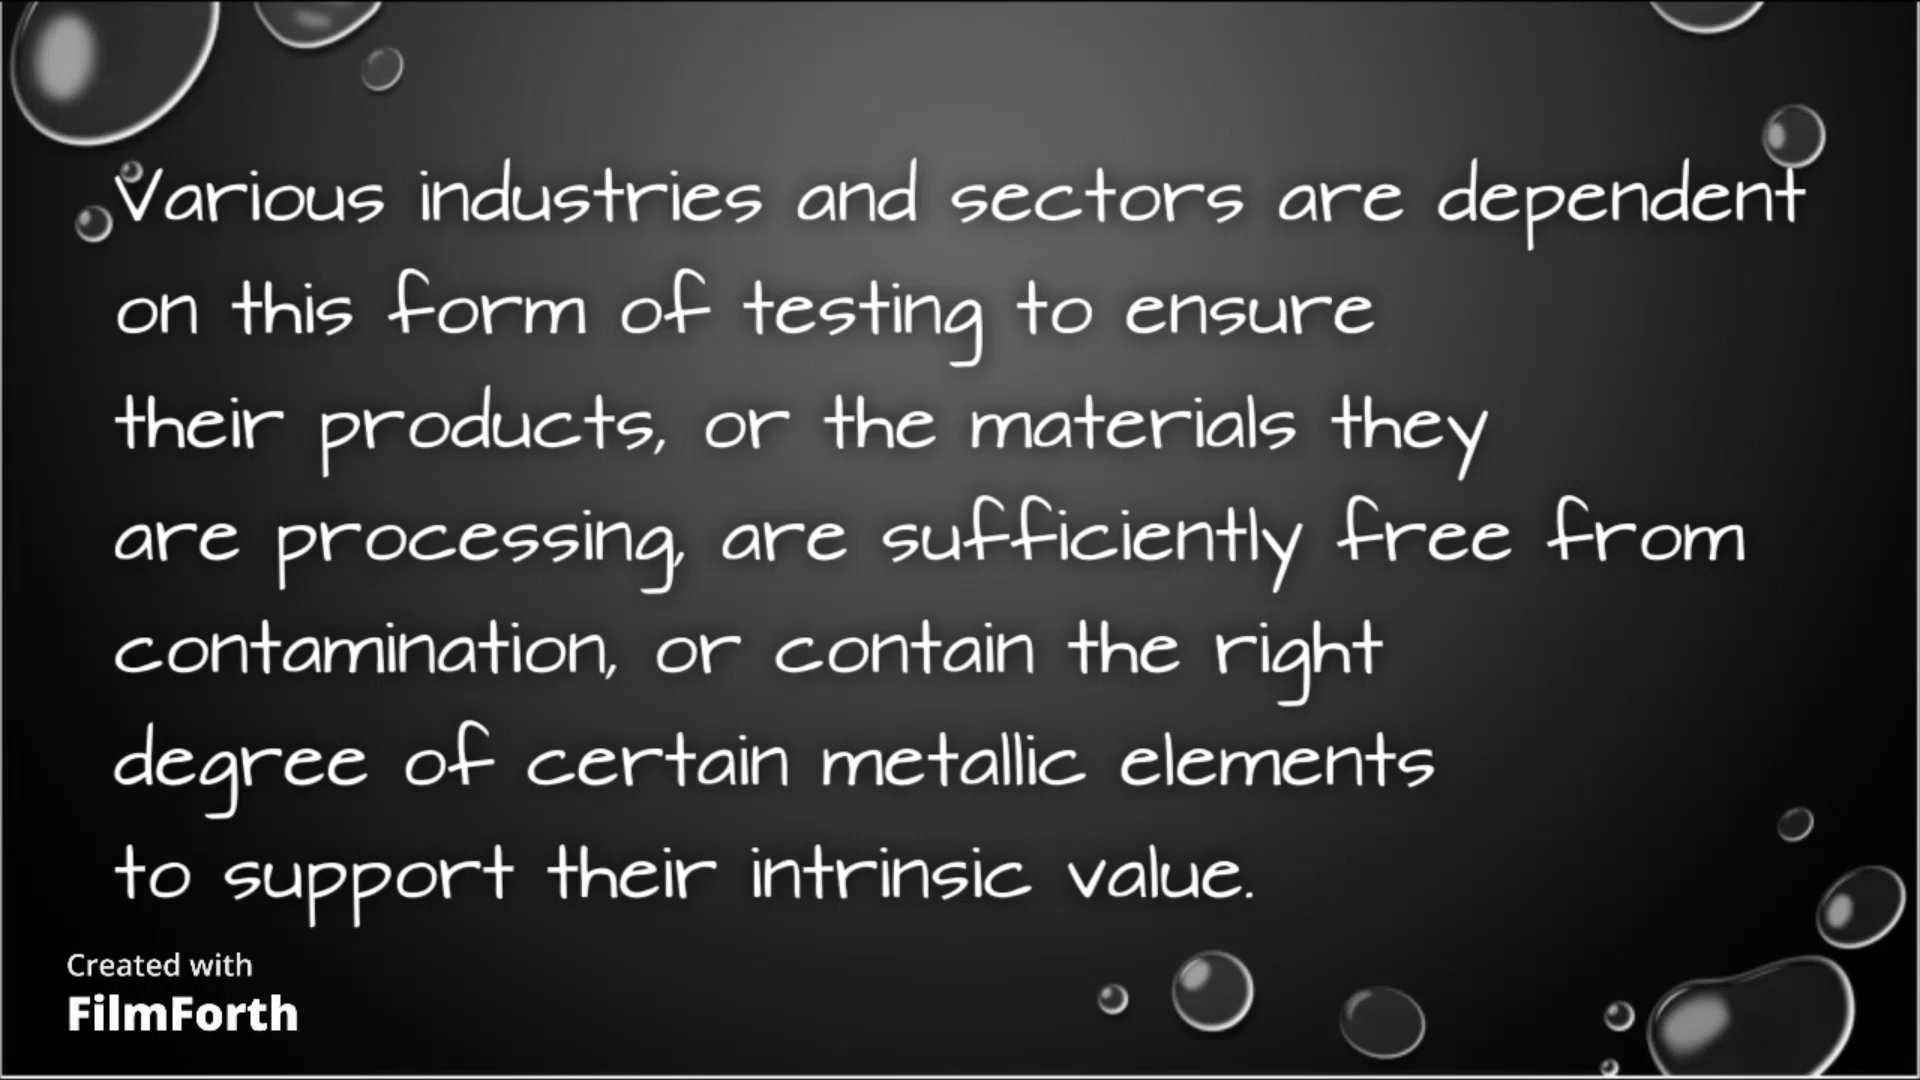 Various industries and sectors are dependent
on this form of testing to ensure
their products, or the materials they
are processing, are sufficiently free from
contamination, or contain the right
degree of certain metallic elements
to support their intrinsic value.
Created with
FilmForth